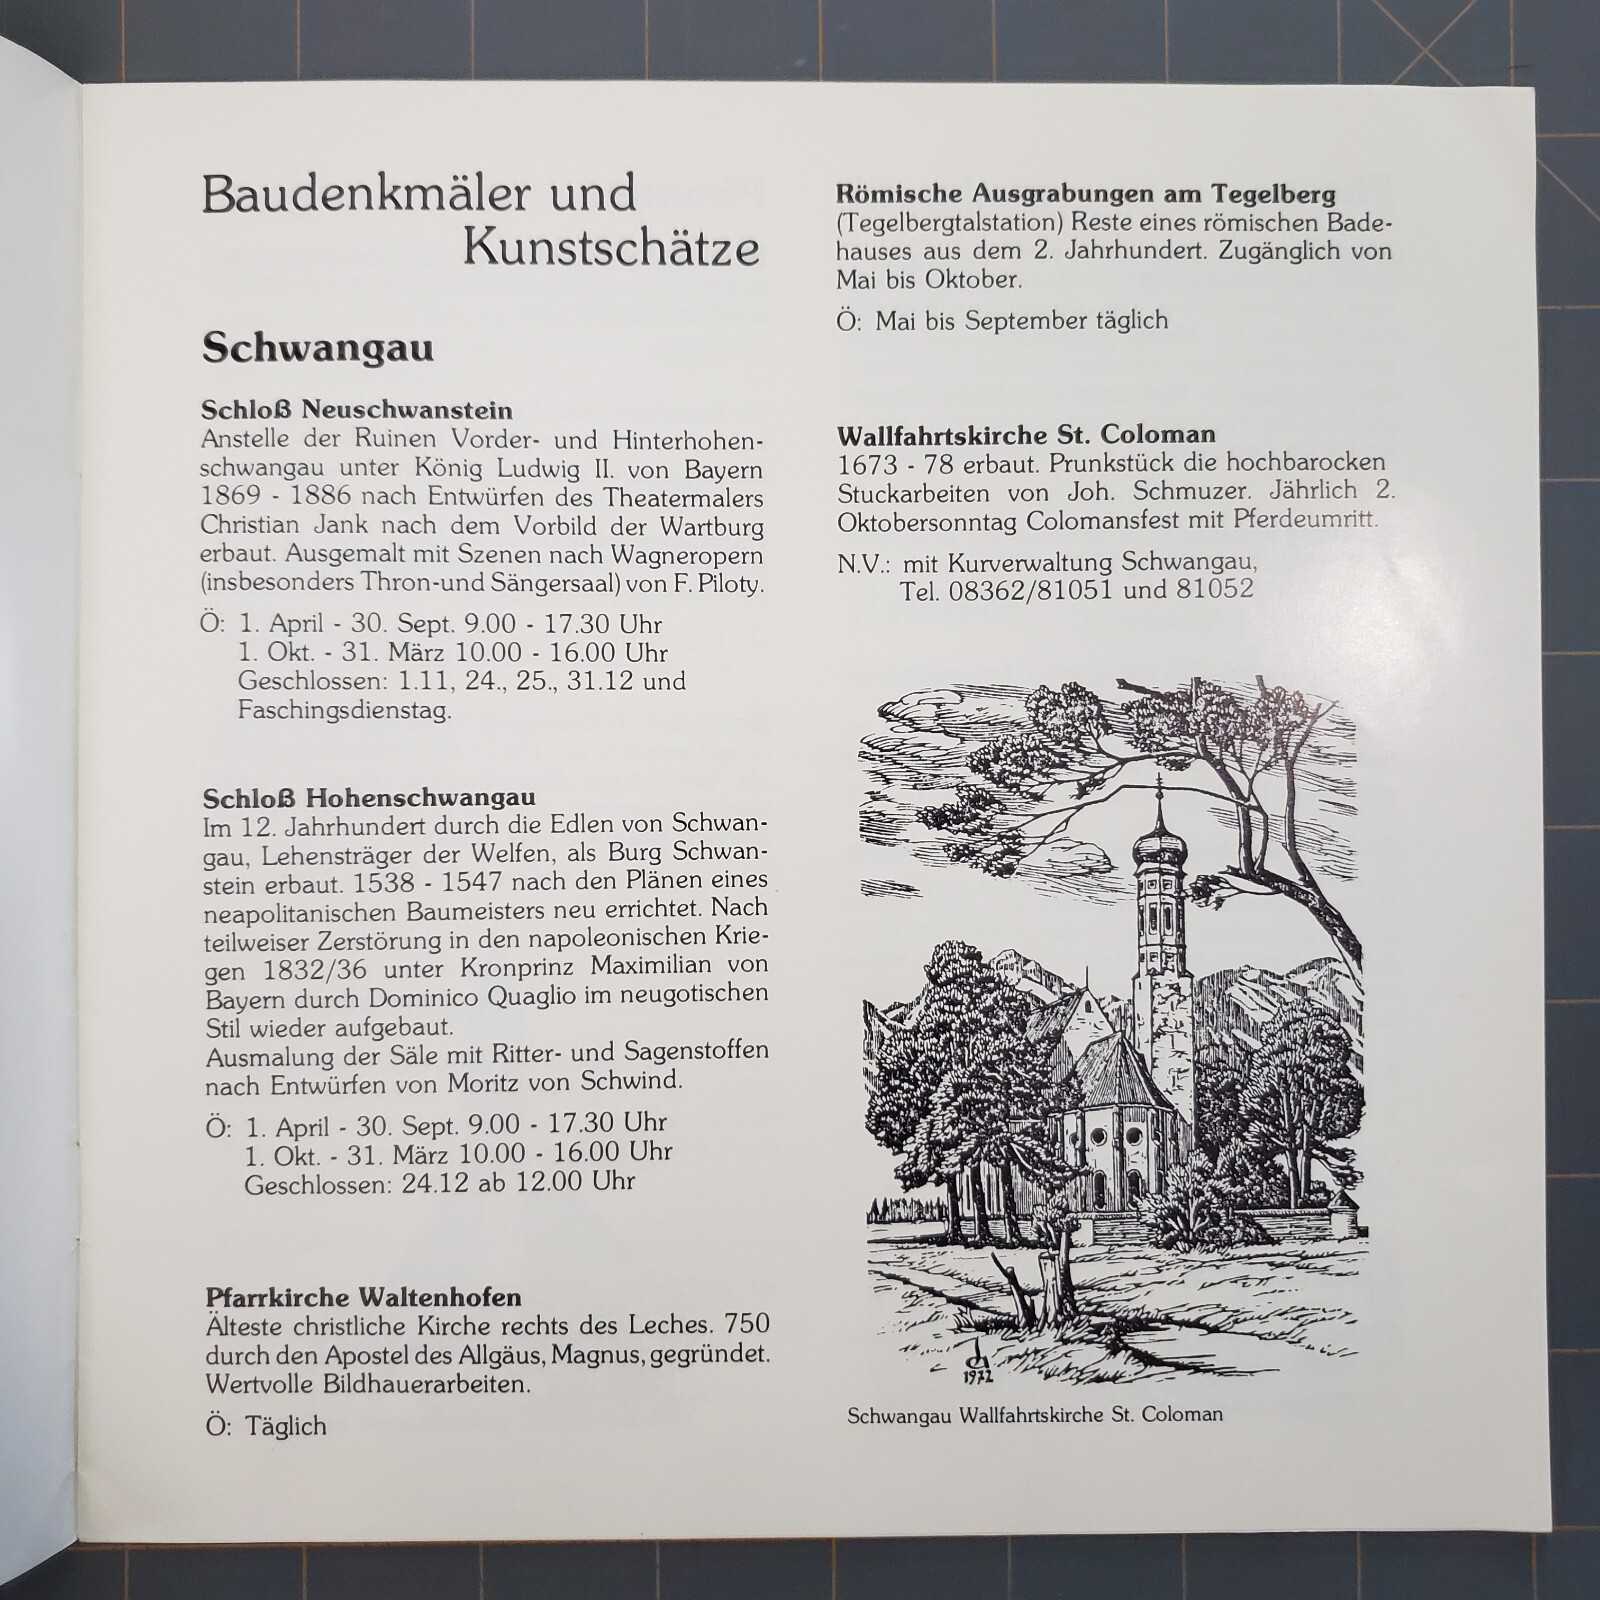 Baudenkmäler und
Kunstschätze
Schwangau
Schloß Neuschwanstein
Anstelle der Ruinen Vorder- und Hinterhohen-
schwangau unter König Ludwig II. von Bayern
1869 - 1886 nach Entwürfen des Theatermalers
Christian Jank nach dem Vorbild der Wartburg
erbaut. Ausgemalt mit Szenen nach Wagneropern
(insbesonders Thron-und Sängersaal) von F. Piloty.
Ö: 1. April - 30. Sept. 9.00 - 17.30 Uhr
1. Okt. - 31. März 10.00 - 16.00 Uhr
Geschlossen: 1.11, 24., 25., 31.12 und
Faschingsdienstag.
Schloß Hohenschwangau
Im 12. Jahrhundert durch die Edlen von Schwan-
gau, Lehensträger der Welfen, als Burg Schwan-
stein erbaut. 1538 - 1547 nach den Plänen eines
neapolitanischen Baumeisters neu errichtet. Nach
teilweiser Zerstörung in den napoleonischen Krie-
gen 1832/36 unter Kronprinz Maximilian von
Bayern durch Dominico Quaglio im neugotischen
Stil wieder aufgebaut.
Ausmalung der Säle mit Ritter- und Sagenstoffen
nach Entwürfen von Moritz von Schwind.
Ö: 1. April - 30. Sept. 9.00 - 17.30 Uhr
1. Okt. - 31. März 10.00 - 16.00 Uhr
Geschlossen: 24.12 ab 12.00 Uhr
Pfarrkirche Waltenhofen
Älteste christliche Kirche rechts des Leches. 750
durch den Apostel des Allgäus, Magnus, gegründet.
Wertvolle Bildhauerarbeiten.
Ö: Täglich
Römische Ausgrabungen am Tegelberg
(Tegelbergtalstation) Reste eines römischen Bade-
hauses aus dem 2. Jahrhundert. Zugänglich von
Mai bis Oktober.
Ö: Mai bis September täglich
Wallfahrtskirche St. Coloman
1673 - 78 erbaut. Prunkstück die hochbarocken
Stuckarbeiten von Joh. Schmuzer. Jährlich 2.
Oktobersonntag Colomansfest mit Pferdeumritt.
N.V.: mit Kurverwaltung Schwangau,
Tel. 08362/81051 und 81052
1972
Schwangau Wallfahrtskirche St. Coloman